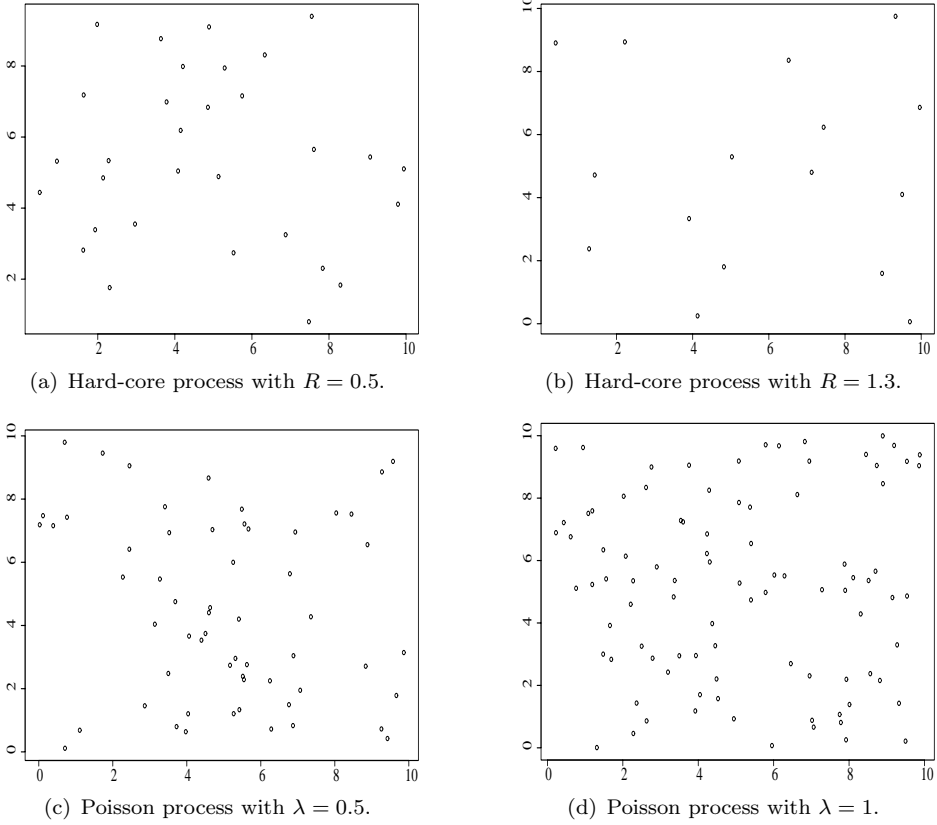 8
6
4
2
2 4 6 8 10
(a) Hard-core process with R = 0.5.
10
8
6
4
2
0
2 4 6 8 10
(b) Hard-core process with R = 1.3.
10
8
6
4
2
0
0 2 4 6 8 10
(c) Poisson process with λ = 0.5.
10
8
6
4
2
0
0 2 4 6 8 10
(d) Poisson process with λ = 1.